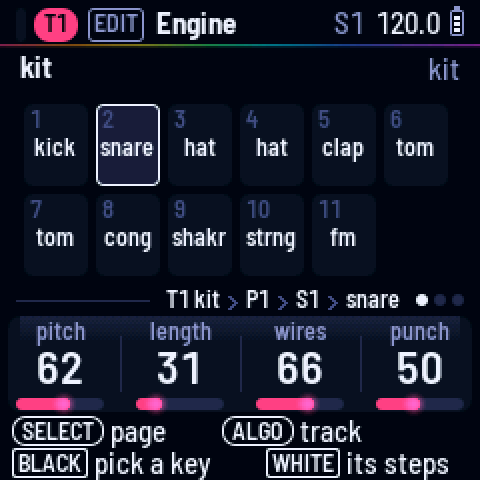 T1 EDIT Engine S1 120.0
kit kit
1 2 3 4 5 6
kick snare hat hat clap tom
7 8 9 10 11
tom cong shakr strng fm
T1 kit > P1 > S1 > snare
pitch length wires punch
62 31 66 50
SELECT page ALGO track
BLACK pick a key WHITE its steps